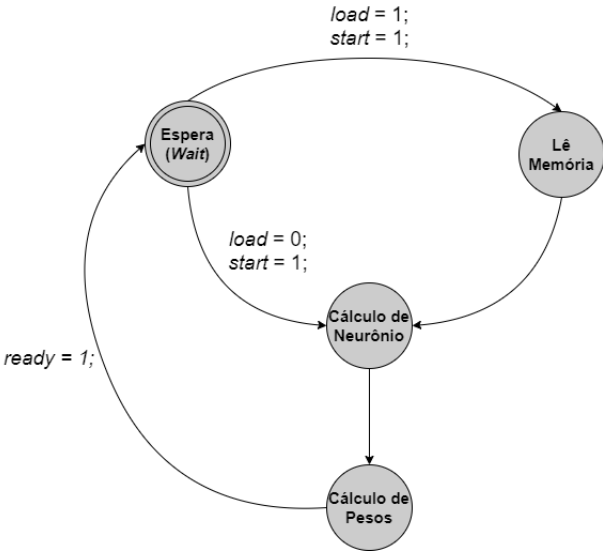 load = 1;
start = 1;
Espera
(Wait)
Lê
Memória
load = 0;
start = 1;
Cálculo de
Neurônio
ready = 1;
Cálculo de
Pesos